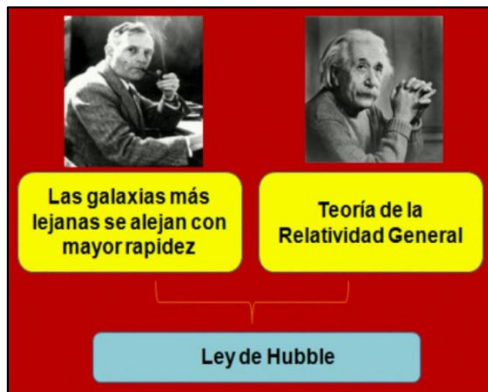 Las galaxias más
lejanas se alejan con
mayor rapidez
Teoría de la
Relatividad General
Ley de Hubble